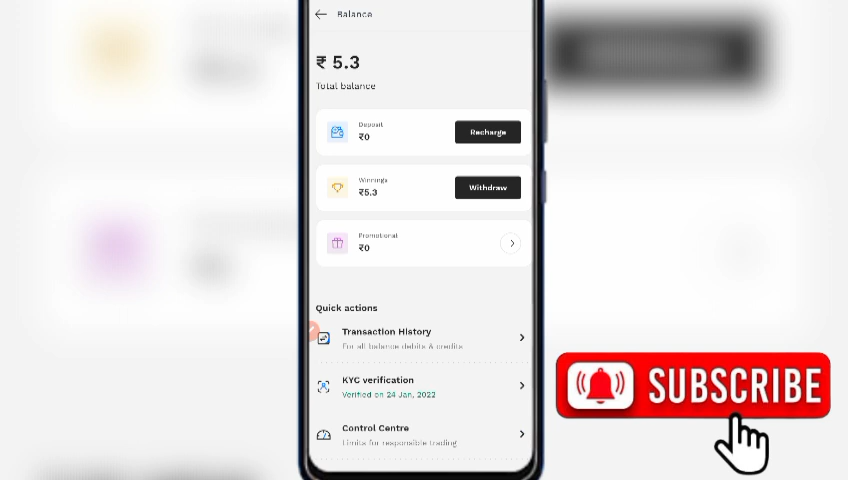 Balance
₹ 5.3
Total balance
Deposit
₹0
Recharge
Winnings
₹5.3
Withdraw
Promotional
₹0
Quick actions
Transaction History
For all balance debits & credits
KYC verification
Verified on 24 Jan, 2022
Control Centre
Limits for responsible trading
SUBSCRIBE